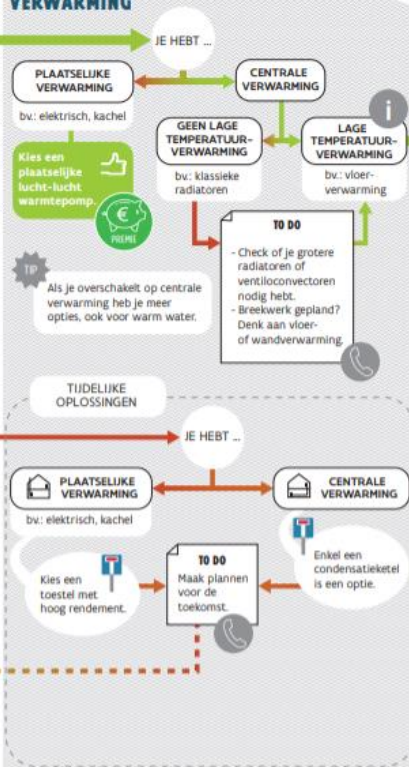 VERWARMING
JE HEBT ...
PLAATSELIJKE
VERWARMING
bv.: elektrisch, kachel
Kies een
plaatselijke
lucht-lucht
warmtepomp.
€
PREMIE
CENTRALE
VERWARMING
GEEN LAGE
TEMPERATUUR-
VERWARMING
bv.: klassieke
radiatoren
i
LAGE
TEMPERATUUR-
VERWARMING
bv.: vloer-
verwarming
TO DO
- Check of je grotere
radiatoren of
ventiloconvectoren
nodig hebt.
- Breekwerk gepland?
Denk aan vloer-
of wandverwarming.
TIP
Als je overschakelt op centrale
verwarming heb je meer
opties, ook voor warm water.
TIJDELIJKE
OPLOSSINGEN
JE HEBT ...
PLAATSELIJKE
VERWARMING
bv.: elektrisch, kachel
Kies een
toestel met
hoog rendement.
CENTRALE
VERWARMING
Enkel een
condensatieketel
is een optie.
TO DO
Maak plannen
voor de
toekomst.